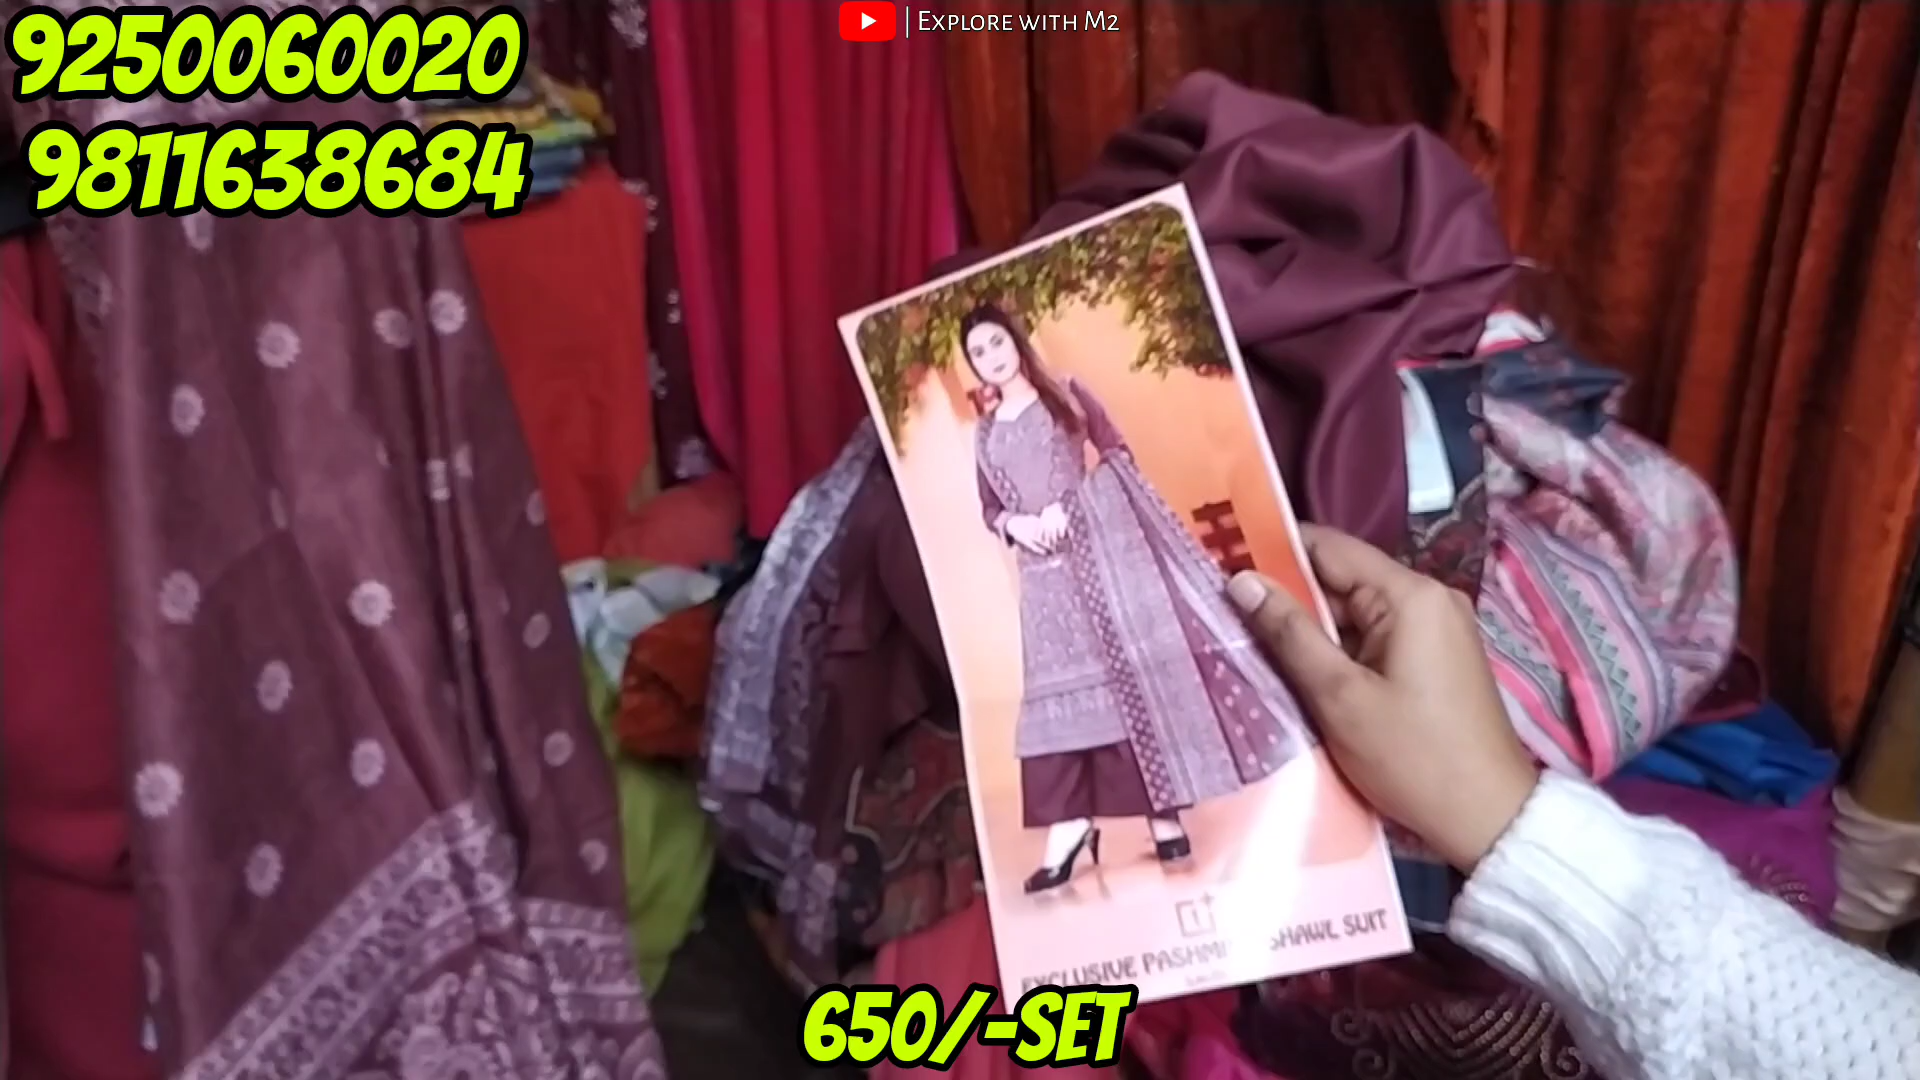 9250060020
9811638684
| Explore with M2
EXCLUSIVE PASHMI SHAWL SUIT
650/-SET